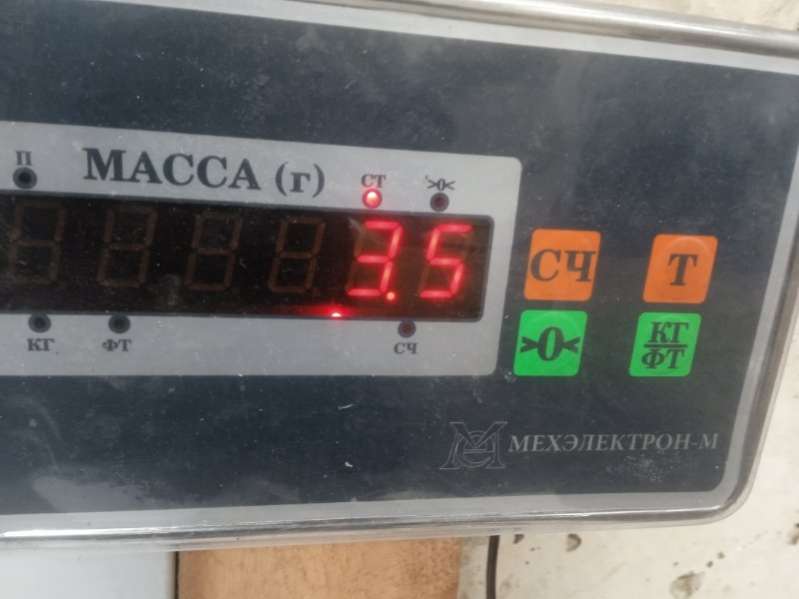 П
МАССА (г)
СТ
>0<
3.5
КГ
ФТ
СЧ
СЧ
Т
>0<
КГ
ФТ
МЕХЭЛЕКТРОН-М